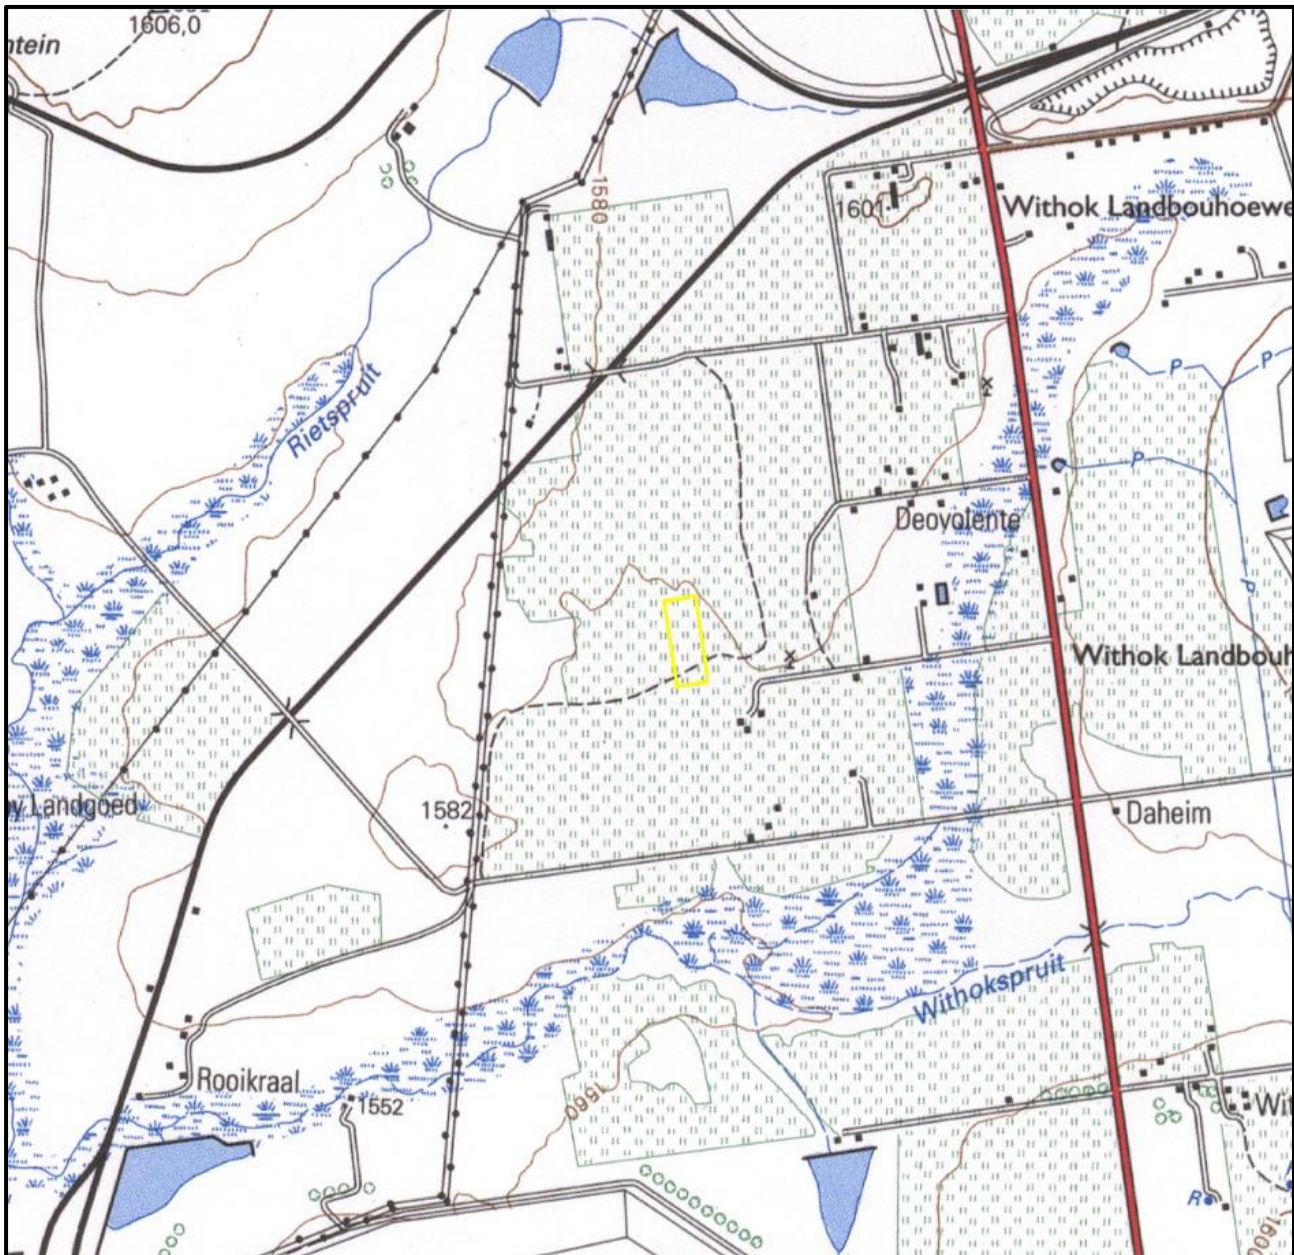 1606,0
ntein
1580
1601
Withok Landbouhoewe
P
P
Rietspruit
P
Deovolente
P
Withok Landbouh
y Landgoed
1582
Daheim
Withokspruit
Rooikraal
1552
1560
Wit
R
160